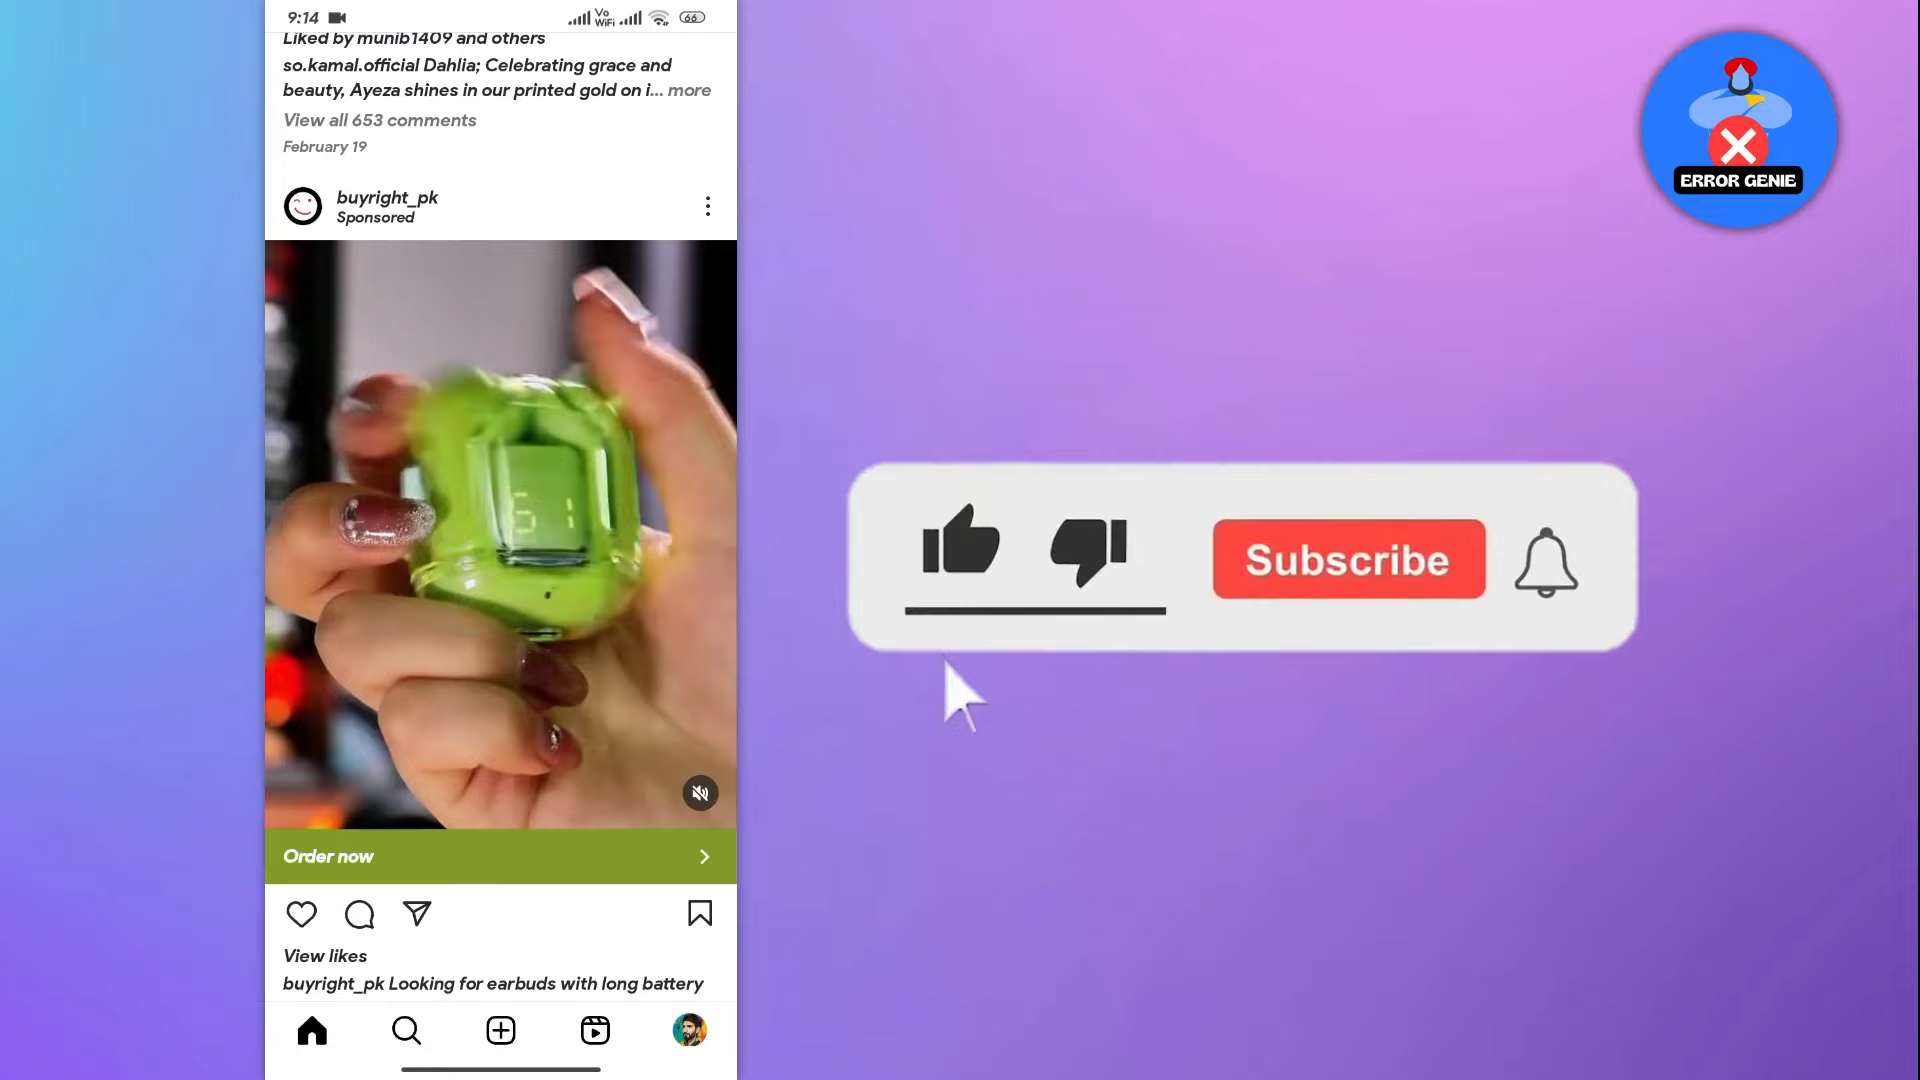 9:14
Vo
WiFi
66
Liked by munib1409 and others
so.kamal.official Dahlia; Celebrating grace and
beauty, Ayeza shines in our printed gold on i... more
View all 653 comments
February 19
buyright_pk
Sponsored
61
Order now
View likes
buyright_pk Looking for earbuds with long battery
Subscribe
ERROR GENIE